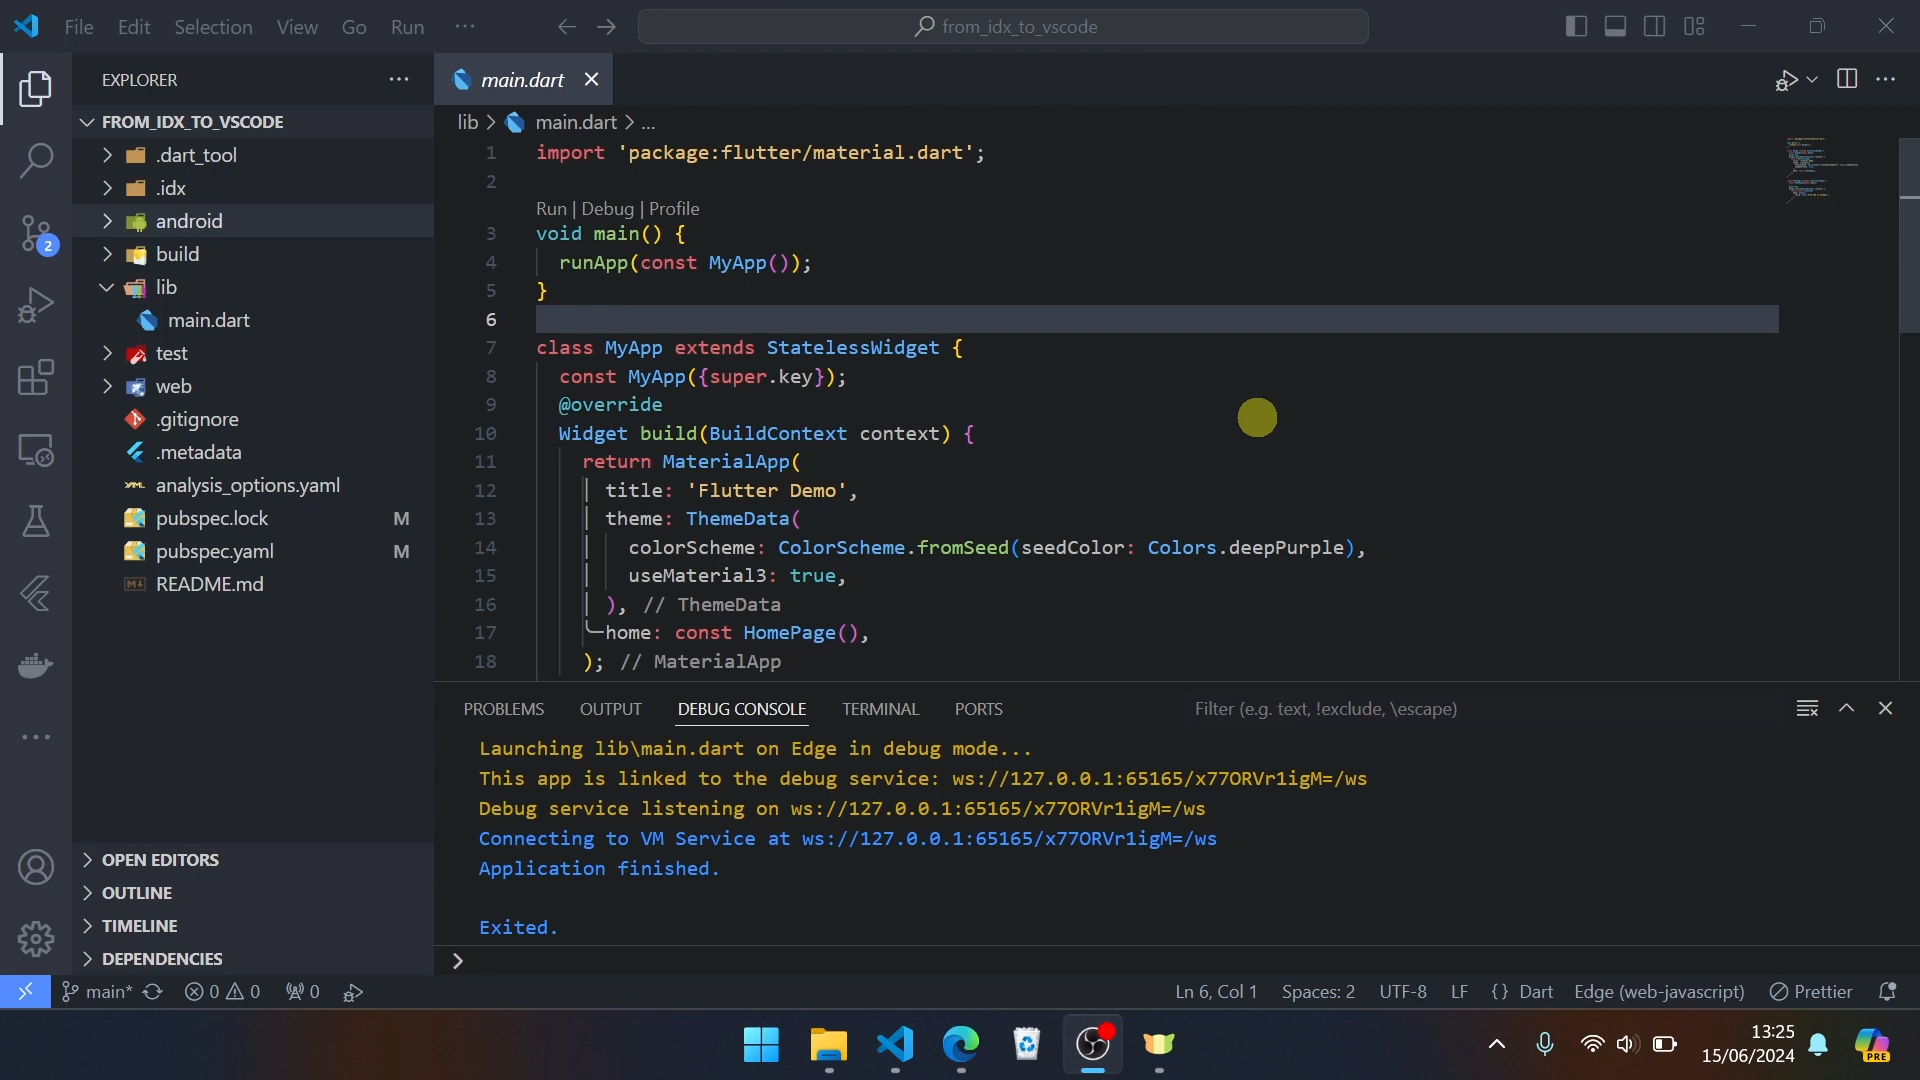 File Edit Selection View Go Run ... from_idx_to_vscode
EXPLORER
FROM_IDX_TO_VSCODE
.dart_tool
.idx
android
build
lib
main.dart
test
web
.gitignore
.metadata
analysis_options.yaml
pubspec.lock M
pubspec.yaml M
README.md
OPEN EDITORS
OUTLINE
TIMELINE
DEPENDENCIES
2
main.dart
lib > main.dart > ...
1 import 'package:flutter/material.dart';
2
Run | Debug | Profile
3 void main() {
4 runApp(const MyApp());
5 }
6
7 class MyApp extends StatelessWidget {
8 const MyApp({super.key});
9 @override
10 Widget build(BuildContext context) {
11 return MaterialApp(
12 title: 'Flutter Demo',
13 theme: ThemeData(
14 colorScheme: ColorScheme.fromSeed(seedColor: Colors.deepPurple),
15 useMaterial3: true,
16 ), // ThemeData
17 home: const HomePage(),
18 ); // MaterialApp
PROBLEMS OUTPUT DEBUG CONSOLE TERMINAL PORTS Filter (e.g. text, !exclude, \escape)
Launching lib\main.dart on Edge in debug mode...
This app is linked to the debug service: ws://127.0.0.1:65165/x77ORVr1igM=/ws
Debug service listening on ws://127.0.0.1:65165/x77ORVr1igM=/ws
Connecting to VM Service at ws://127.0.0.1:65165/x77ORVr1igM=/ws
Application finished.
Exited.
main* 0 0 0 Ln 6, Col 1 Spaces: 2 UTF-8 LF {} Dart Edge (web-javascript) Prettier
13:25
15/06/2024
PRE